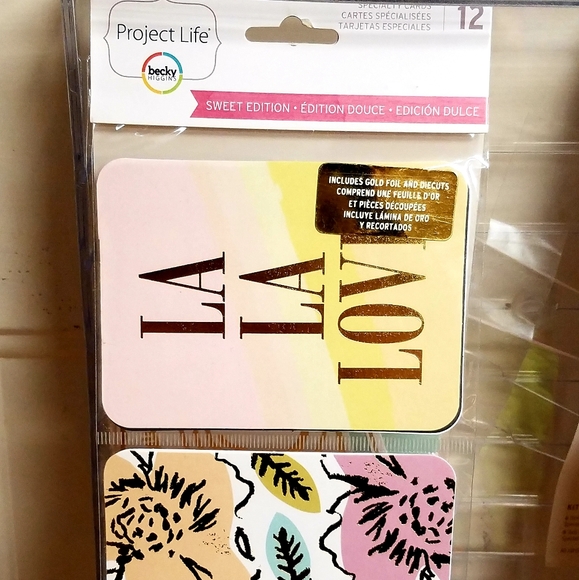 Project Life®
becky
HIGGINS
SPECIALTY CARDS
CARTES SPÉCIALISÉES
TARJETAS ESPECIALES
12
SWEET EDITION • ÉDITION DOUCE • EDICIÓN DULCE
INCLUDES GOLD FOIL AND DIECUTS
COMPREND UNE FEUILLE D'OR
ET PIÈCES DÉCOUPÉES
INCLUYE LÁMINA DE ORO
Y RECORTADOS
LA
LA
LOVE